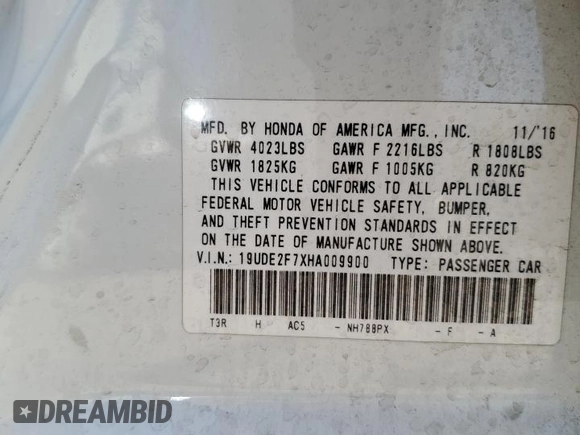 MFD. BY HONDA OF AMERICA MFG., INC. 11/'16
GVWR 4023LBS GAWR F 2216LBS R 1808LBS
GVWR 1825KG GAWR F 1005KG R 820KG
THIS VEHICLE CONFORMS TO ALL APPLICABLE
FEDERAL MOTOR VEHICLE SAFETY, BUMPER,
AND THEFT PREVENTION STANDARDS IN EFFECT
ON THE DATE OF MANUFACTURE SHOWN ABOVE.
V.I.N.: 19UDE2F7XHA009900 TYPE: PASSENGER CAR
T3R H AC5 - NH788PX - F - A
DREAMBID